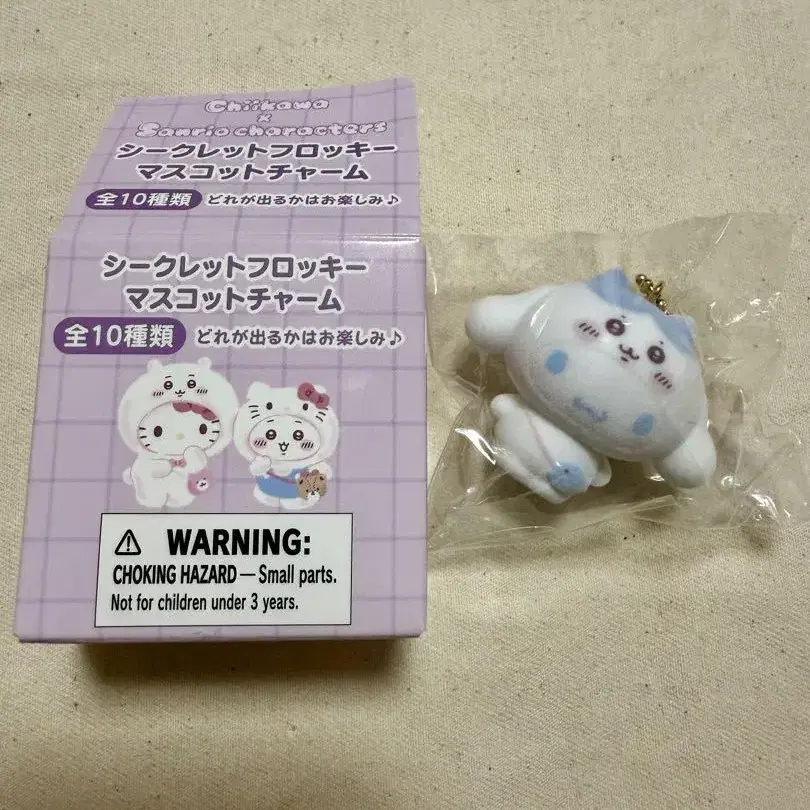 Chiikawa
×
Sanrio characters
シークレットフロッキー
マスコットチャーム
全10種類 どれが出るかはお楽しみ♪
シークレットフロッキー
マスコットチャーム
全10種類 どれが出るかはお楽しみ♪
⚠ WARNING:
CHOKING HAZARD — Small parts.
Not for children under 3 years.